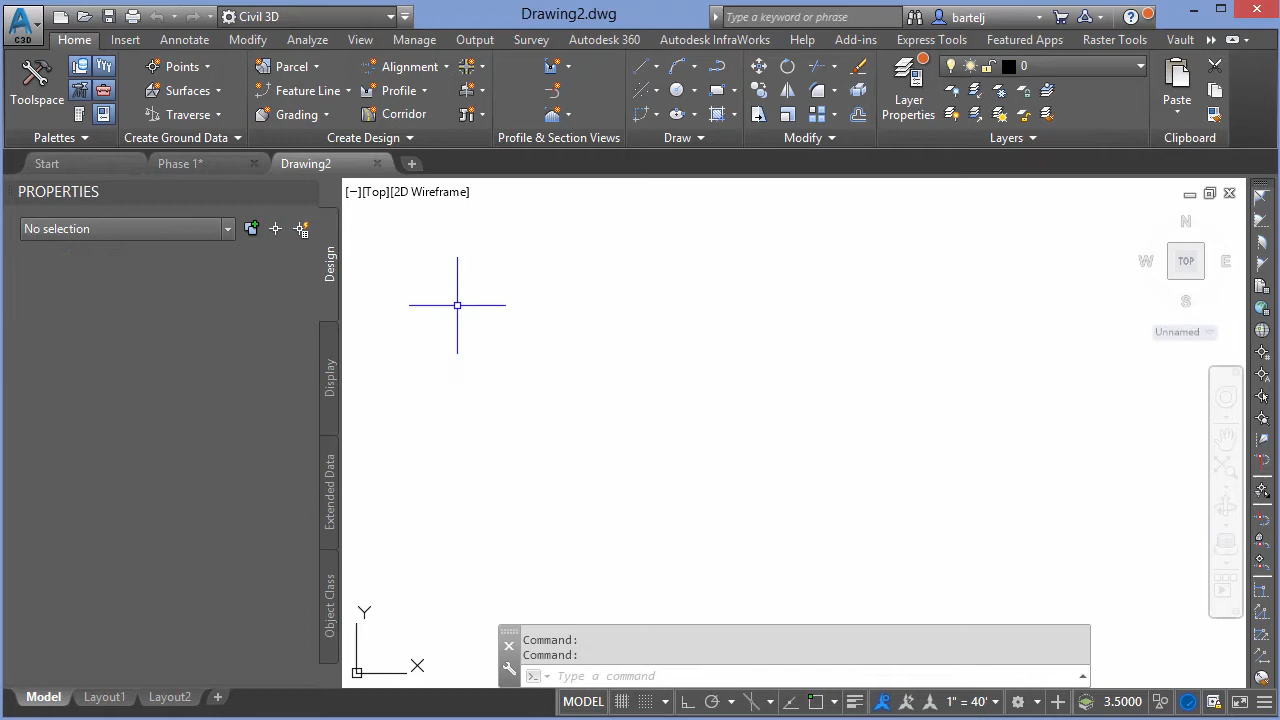 Civil 3D
Drawing2.dwg
Type a keyword or phrase
bartelj
C3D
Home
Insert
Annotate
Modify
Analyze
View
Manage
Output
Survey
Autodesk 360
Autodesk InfraWorks
Help
Add-ins
Express Tools
Featured Apps
Raster Tools
Vault
Toolspace
Points
Surfaces
Traverse
Parcel
Feature Line
Grading
Alignment
Profile
Corridor
Layer
Properties
0
Paste
Palettes
Create Ground Data
Create Design
Profile & Section Views
Draw
Modify
Layers
Clipboard
Start
Phase 1*
Drawing2
PROPERTIES
No selection
Design
Display
Extended Data
Object Class
[−][Top][2D Wireframe]
N
W
TOP
E
S
Unnamed
Y
X
Command:
Command:
Type a command
Model
Layout1
Layout2
MODEL
1" = 40'
3.5000